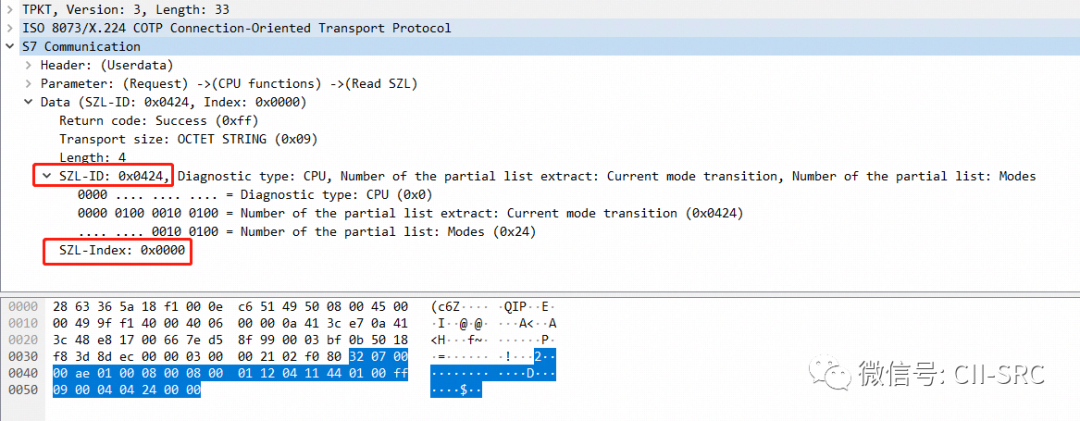 TPKT, Version: 3, Length: 33
ISO 8073/X.224 COTP Connection-Oriented Transport Protocol
S7 Communication
Header: (Userdata)
Parameter: (Request) ->(CPU functions) ->(Read SZL)
Data (SZL-ID: 0x0424, Index: 0x0000)
Return code: Success (0xff)
Transport size: OCTET STRING (0x09)
Length: 4
SZL-ID: 0x0424, Diagnostic type: CPU, Number of the partial list extract: Current mode transition, Number of the partial list: Modes
0000 .... .... .... = Diagnostic type: CPU (0x0)
0000 0100 0010 0100 = Number of the partial list extract: Current mode transition (0x0424)
.... .... 0010 0100 = Number of the partial list: Modes (0x24)
SZL-Index: 0x0000
0000 28 63 36 5a 18 f1 00 0e c6 51 49 50 08 00 45 00 (c6Z···· ·QIP··E·
0010 00 49 9f f1 40 00 40 06 00 00 0a 41 3c e7 0a 41 ·I··@·@· ···A<··A
0020 3c 48 e8 17 00 66 7e d5 8f 99 00 03 bf 0b 50 18 <H···f~· ······P·
0030 f8 3d 8d ec 00 00 03 00 00 21 02 f0 80 32 07 00 ·=······ ·!···2··
0040 00 ae 01 00 08 00 08 00 01 12 04 11 44 01 00 ff ········ ····D···
0050 09 00 04 04 24 00 00 ····$··
微信号: CII-SRC